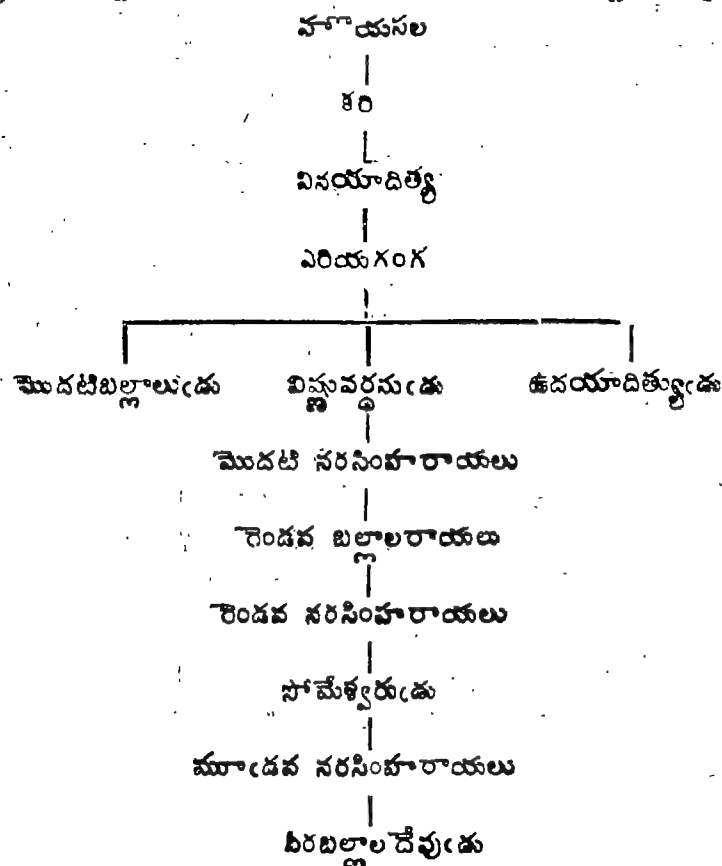 హొయసల
కరి
వినయాదిత్య
ఎరియగంగ
మొదటిబల్లాలుఁడు విష్ణువర్ధనుఁడు ఉదయాదిత్యుఁడు
మొదటి నరసింహరాయలు
రెండవ బల్లాలరాయలు
రెండవ నరసింహరాయలు
సోమేశ్వరుఁడు
మూఁడవ నరసింహరాయలు
వీరబల్లాలదేవుఁడు